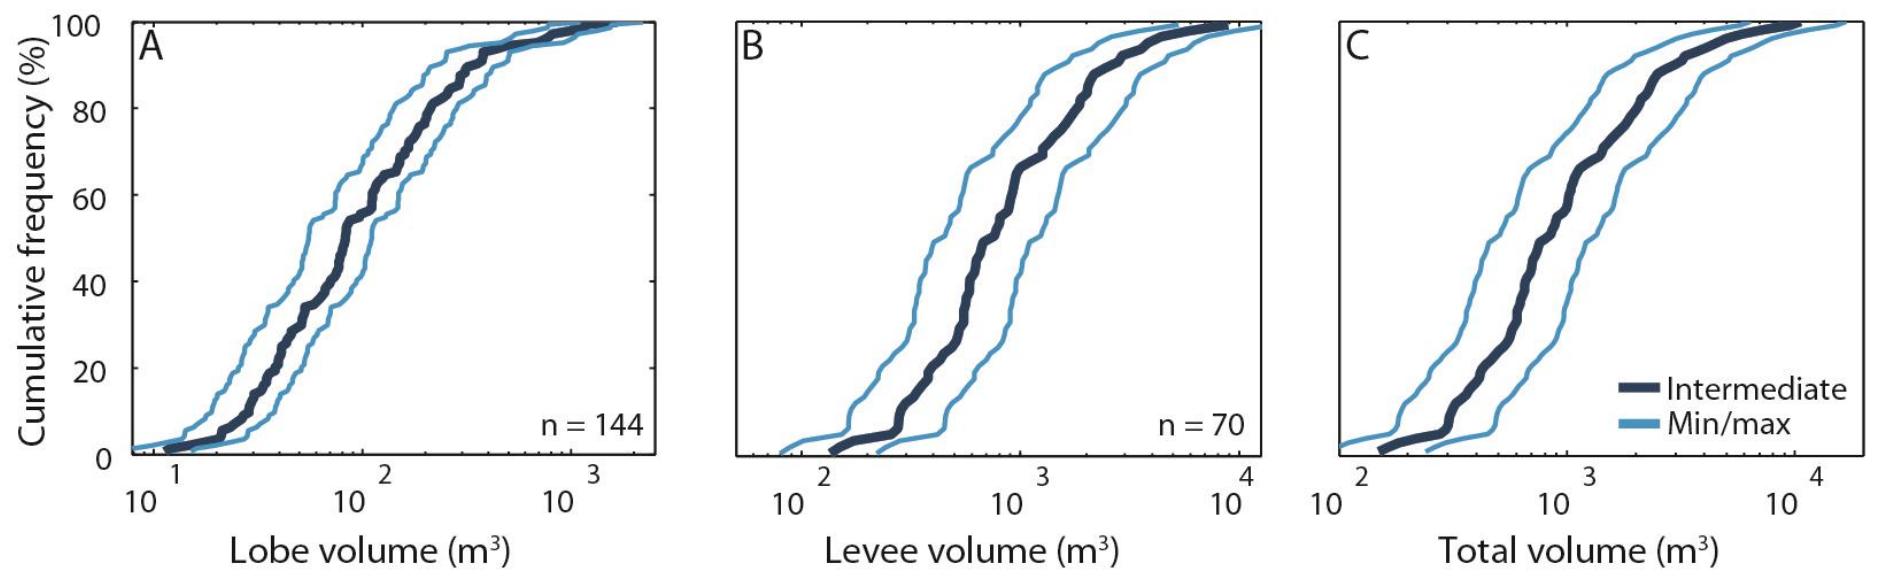 Cumulative frequency (%)
100
80
60
40
20
0
A
n = 144
10 1
10 2
10 3
Lobe volume (m³)
B
n = 70
10 2
10 3
10 4
Levee volume (m³)
C
Intermediate
Min/max
10 2
10 3
10 4
Total volume (m³)